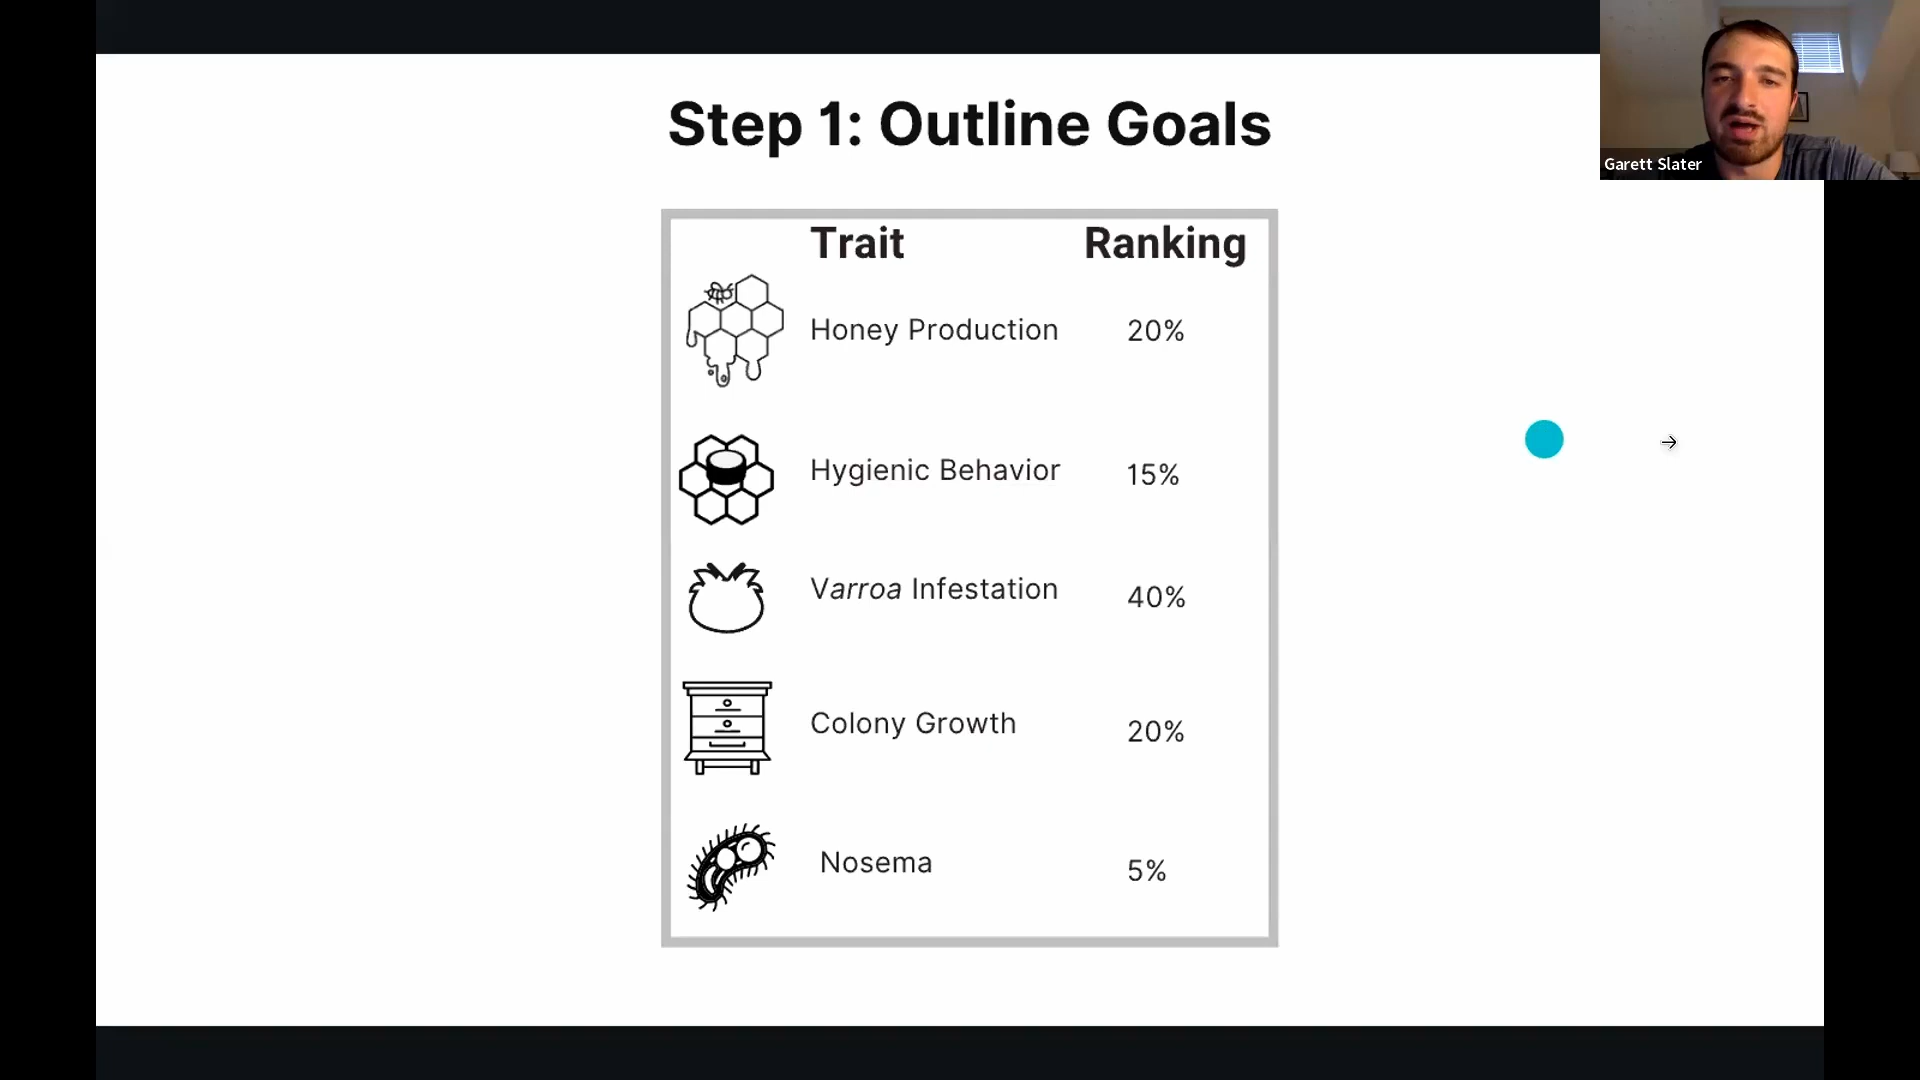 Step 1: Outline Goals
Garett Slater
Trait Ranking
Honey Production 20%
Hygienic Behavior 15%
Varroa Infestation 40%
Colony Growth 20%
Nosema 5%